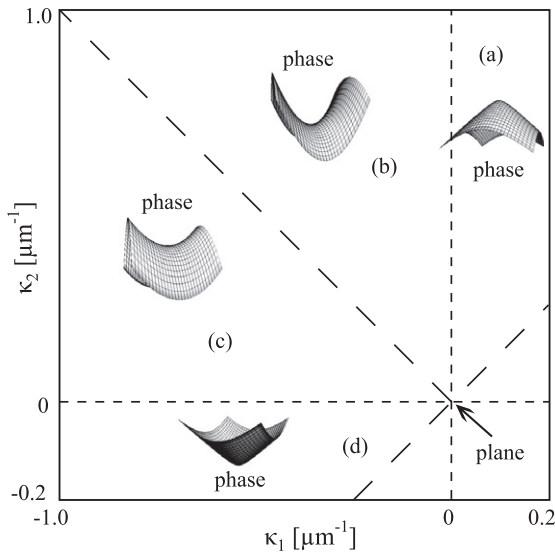 1.0
(a)
phase
phase
(b)
phase
κ₂ [μm⁻¹]
(c)
0
(d)
plane
phase
-0.2
-1.0
0
0.2
κ₁ [μm⁻¹]